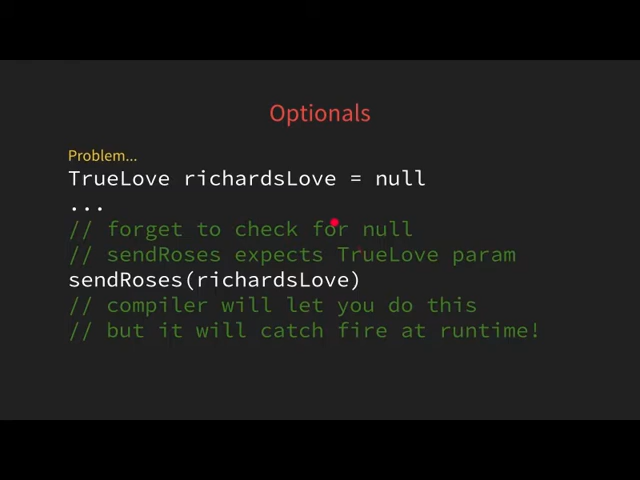 Optionals
Problem...
TrueLove richardsLove = null
...
// forget to check for null
// sendRoses expects TrueLove param
sendRoses(richardsLove)
// compiler will let you do this
// but it will catch fire at runtime!